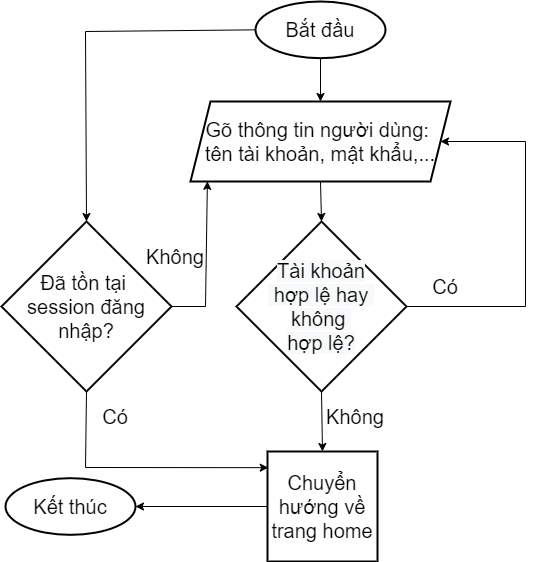 Bắt đầu
Gõ thông tin người dùng:
tên tài khoản, mật khẩu,...
Không
Đã tồn tại
session đăng
nhập?
Tài khoản
hợp lệ hay
không
hợp lệ?
Có
Có
Không
Chuyển
hướng về
trang home
Kết thúc